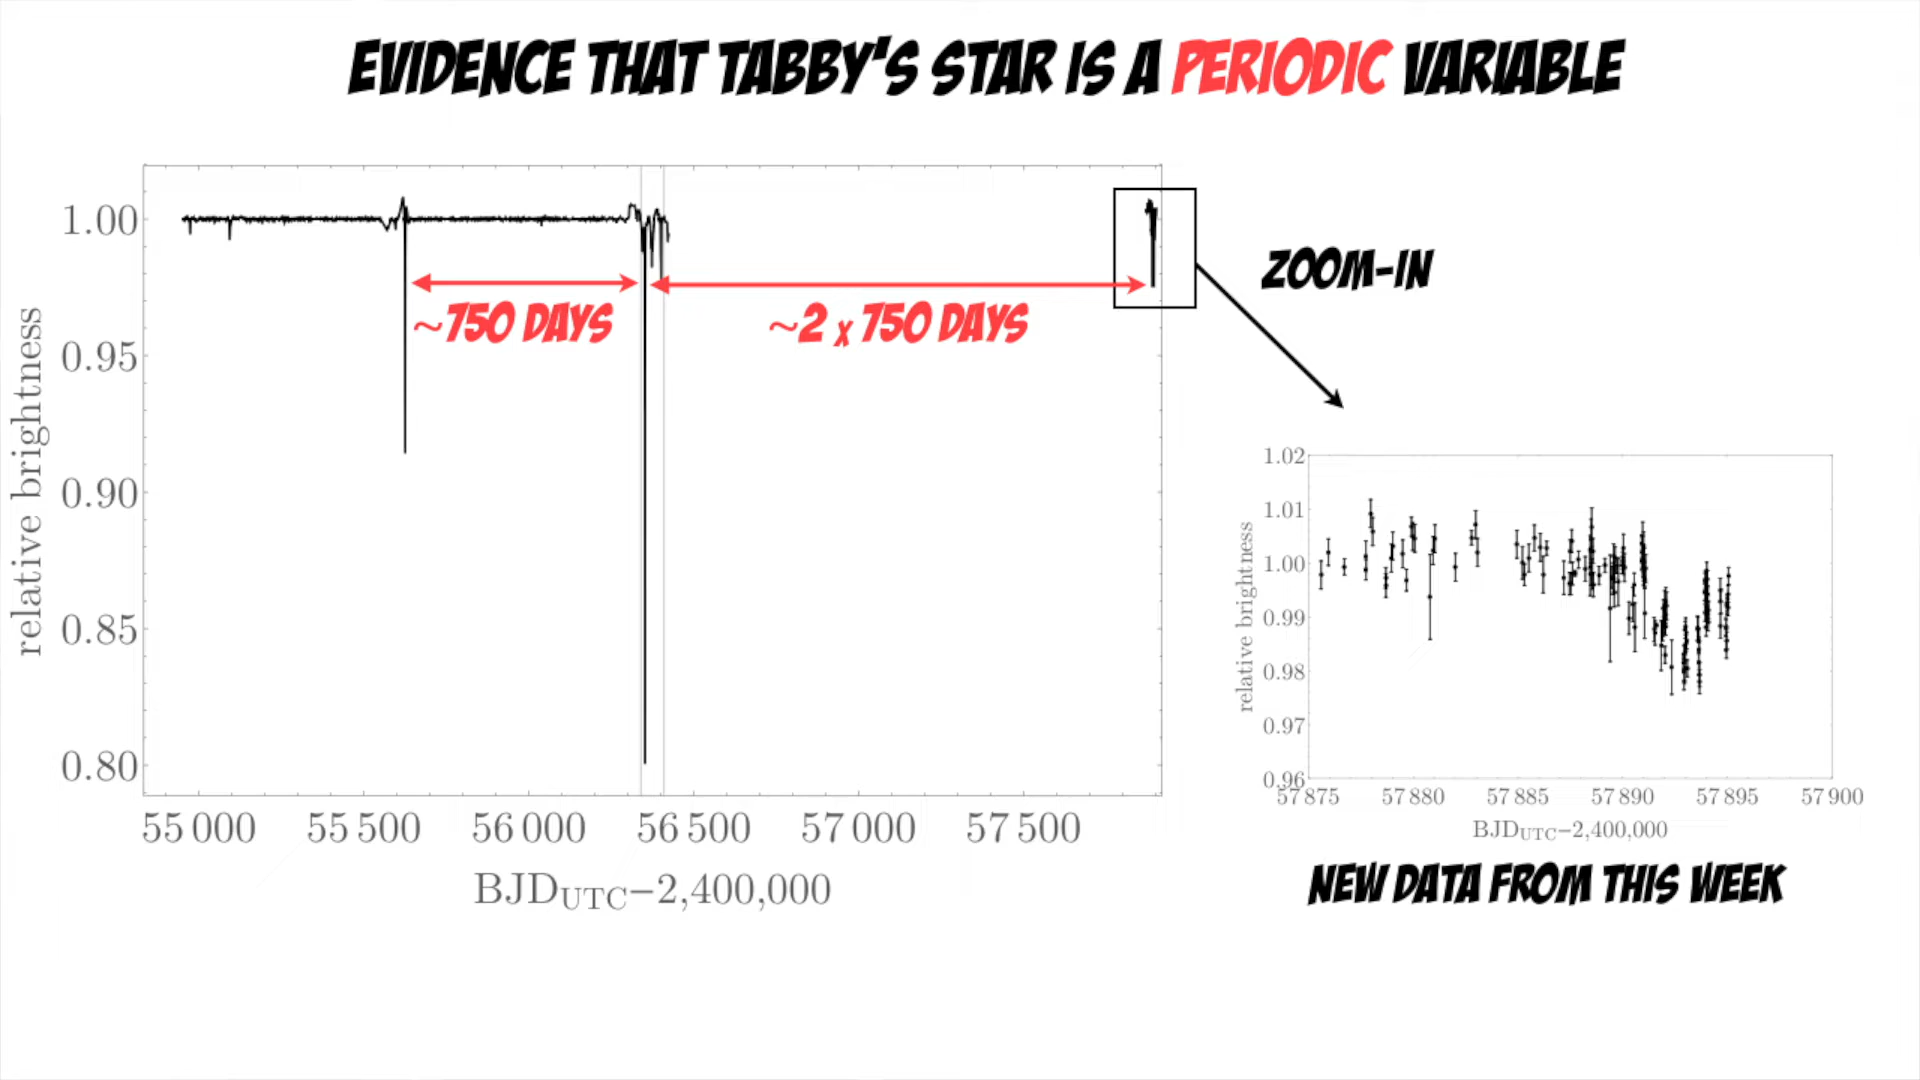 EVIDENCE THAT TABBY'S STAR IS A PERIODIC VARIABLE
relative brightness
1.00
0.95
0.90
0.85
0.80
~750 DAYS
~2 x 750 DAYS
55000
55500
56000
56500
57000
57500
BJD_UTC−2,400,000
ZOOM-IN
relative brightness
1.02
1.01
1.00
0.99
0.98
0.97
0.96
57875
57880
57885
57890
57895
57900
BJD_UTC−2,400,000
NEW DATA FROM THIS WEEK